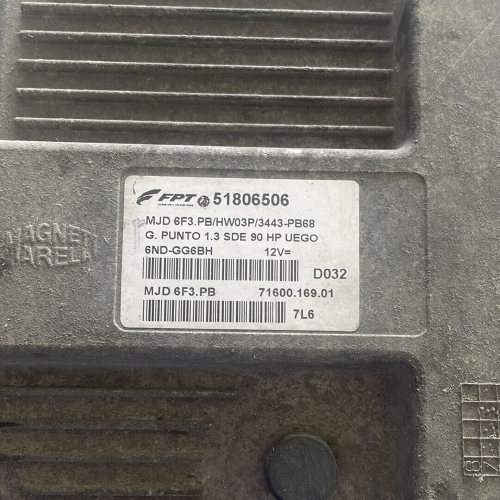 FPT 51806506
MJD 6F3.PB/HW03P/3443-PB68
G. PUNTO 1.3 SDE 90 HP UEGO
6ND-GG6BH 12V=
D032
MJD 6F3.PB 71600.169.01
7L6
MAGNETI
MARELLI